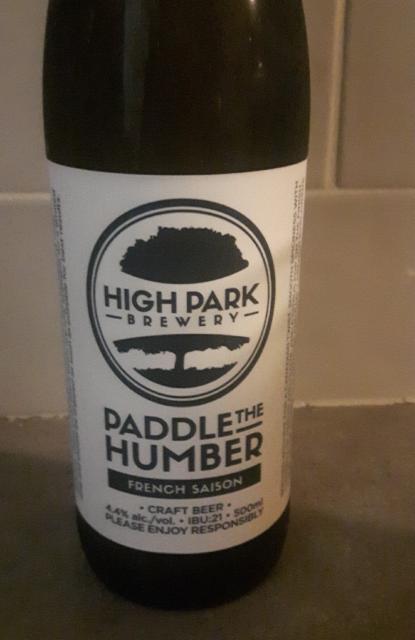 HIGH PARK
BREWERY
PADDLE THE
HUMBER
FRENCH SAISON
• CRAFT BEER •
4.4% alc./vol. • IBU:21 • 500ml
PLEASE ENJOY RESPONSIBLY